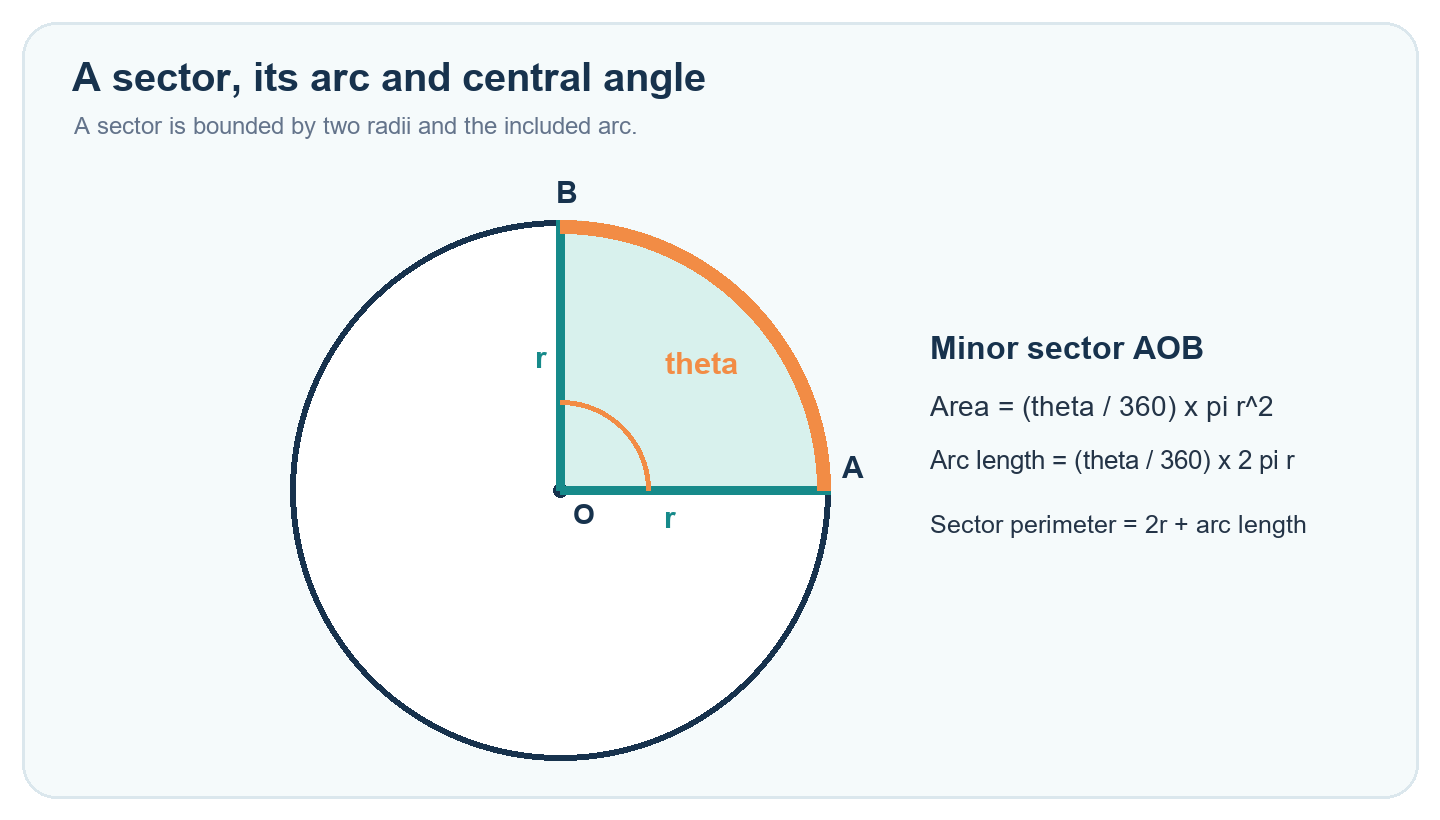 A sector, its arc and central angle
A sector is bounded by two radii and the included arc.
B
r
theta
A
O
r
Minor sector AOB
Area = (theta / 360) x pi r^2
Arc length = (theta / 360) x 2 pi r
Sector perimeter = 2r + arc length